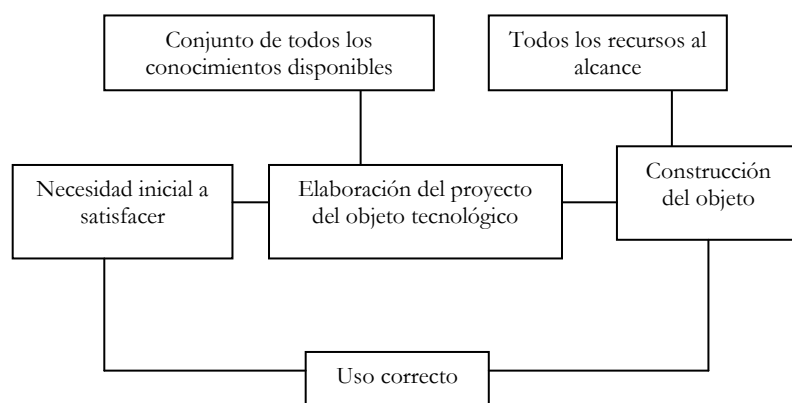 Conjunto de todos los
conocimientos disponibles
Todos los recursos al
alcance
Necesidad inicial a
satisfacer
Elaboración del proyecto
del objeto tecnológico
Construcción
del objeto
Uso correcto